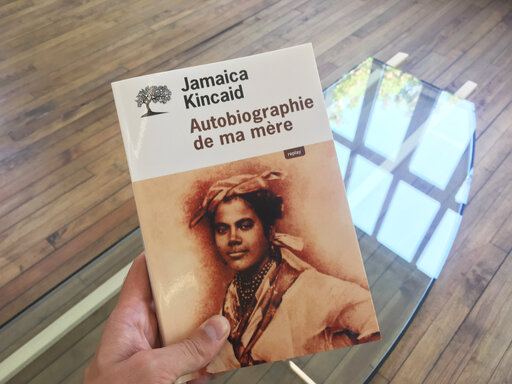 Jamaica
Kincaid
Autobiographie
de ma mère
replay